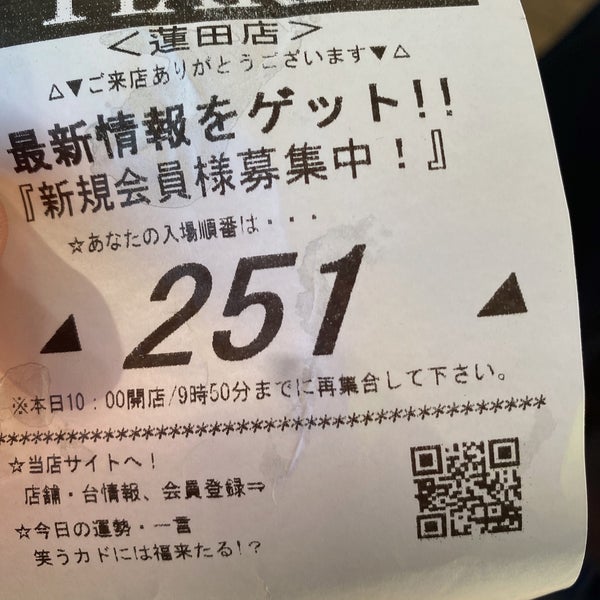 ＜蓮田店＞
△▼ご来店ありがとうございます▼△
最新情報をゲット!!
『新規会員様募集中！』
☆あなたの入場順番は・・・
251
※本日10：00開店/9時50分までに再集合して下さい。
****************************************************
☆当店サイトへ！
店舗・台情報、会員登録⇒
☆今日の運勢・一言
笑うカドには福来たる!？